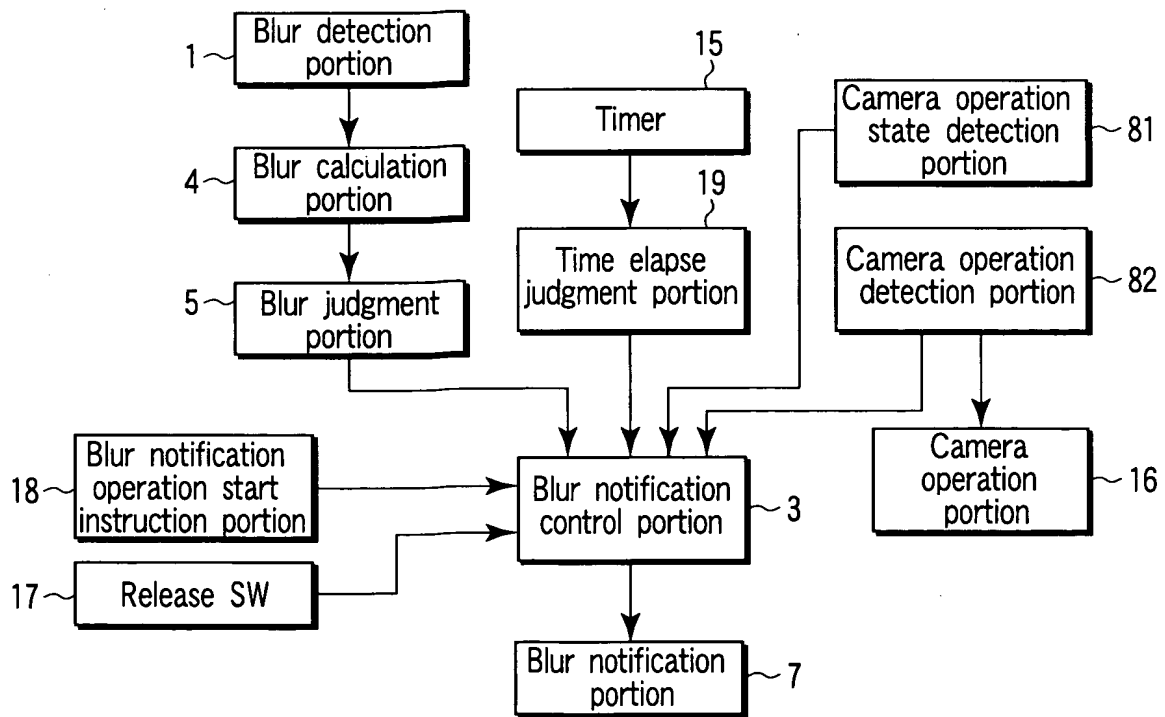 1
Blur detection
portion
4
Blur calculation
portion
5
Blur judgment
portion
15
Timer
19
Time elapse
judgment portion
Camera operation
state detection
portion
81
Camera operation
detection portion
82
18
Blur notification
operation start
instruction portion
17
Release SW
Blur notification
control portion
3
Camera
operation
portion
16
Blur notification
portion
7